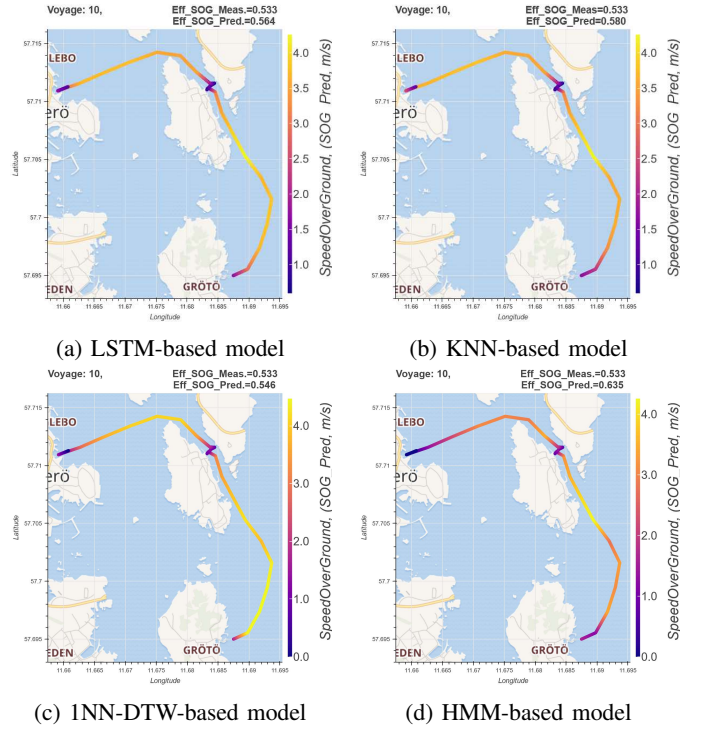 Voyage: 10, Eff_SOG_Meas.=0.533
Eff_SOG_Pred.=0.564
57.715
57.71
57.705
57.7
57.695
Latitude
LEBO
erö
EDEN
GRÖTÖ
11.66 11.665 11.67 11.675 11.68 11.685 11.69 11.695
Longitude
4.0
3.5
3.0
2.5
2.0
1.5
1.0
SpeedOverGround, (SOG Pred, m/s)
(a) LSTM-based model
Voyage: 10, Eff_SOG_Meas.=0.533
Eff_SOG_Pred.=0.580
57.715
57.71
57.705
57.7
57.695
Latitude
LEBO
erö
EDEN
GRÖTÖ
11.66 11.665 11.67 11.675 11.68 11.685 11.69 11.695
Longitude
4.0
3.5
3.0
2.5
2.0
1.5
1.0
SpeedOverGround, (SOG Pred, m/s)
(b) KNN-based model
Voyage: 10, Eff_SOG_Meas.=0.533
Eff_SOG_Pred.=0.546
57.715
57.71
57.705
57.7
57.695
Latitude
LEBO
erö
EDEN
GRÖTÖ
11.66 11.665 11.67 11.675 11.68 11.685 11.69 11.695
Longitude
4.0
3.0
2.0
1.0
0.0
SpeedOverGround, (SOG Pred, m/s)
(c) 1NN-DTW-based model
Voyage: 10, Eff_SOG_Meas.=0.533
Eff_SOG_Pred.=0.635
57.715
57.71
57.705
57.7
57.695
Latitude
LEBO
erö
EDEN
GRÖTÖ
11.66 11.665 11.67 11.675 11.68 11.685 11.69 11.695
Longitude
4.0
3.0
2.0
1.0
0.0
SpeedOverGround, (SOG Pred, m/s)
(d) HMM-based model